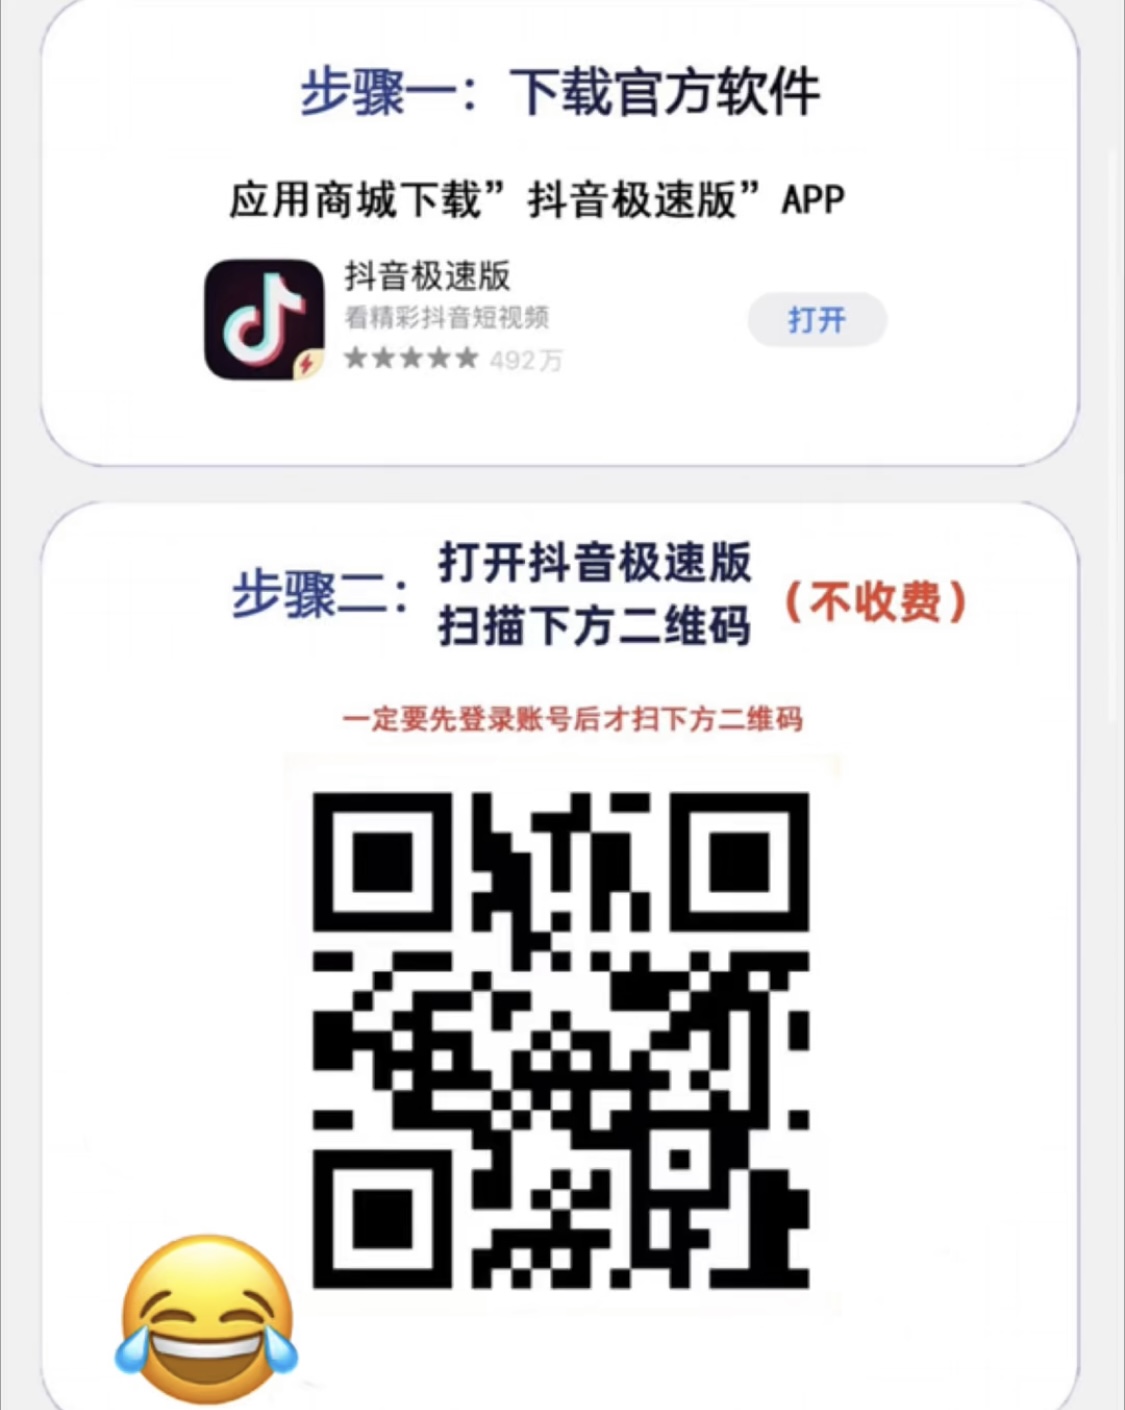 步骤一：下载官方软件
应用商城下载”抖音极速版”APP
抖音极速版
看精彩抖音短视频
492万
打开
步骤二：
打开抖音极速版
扫描下方二维码
（不收费）
一定要先登录账号后才扫下方二维码